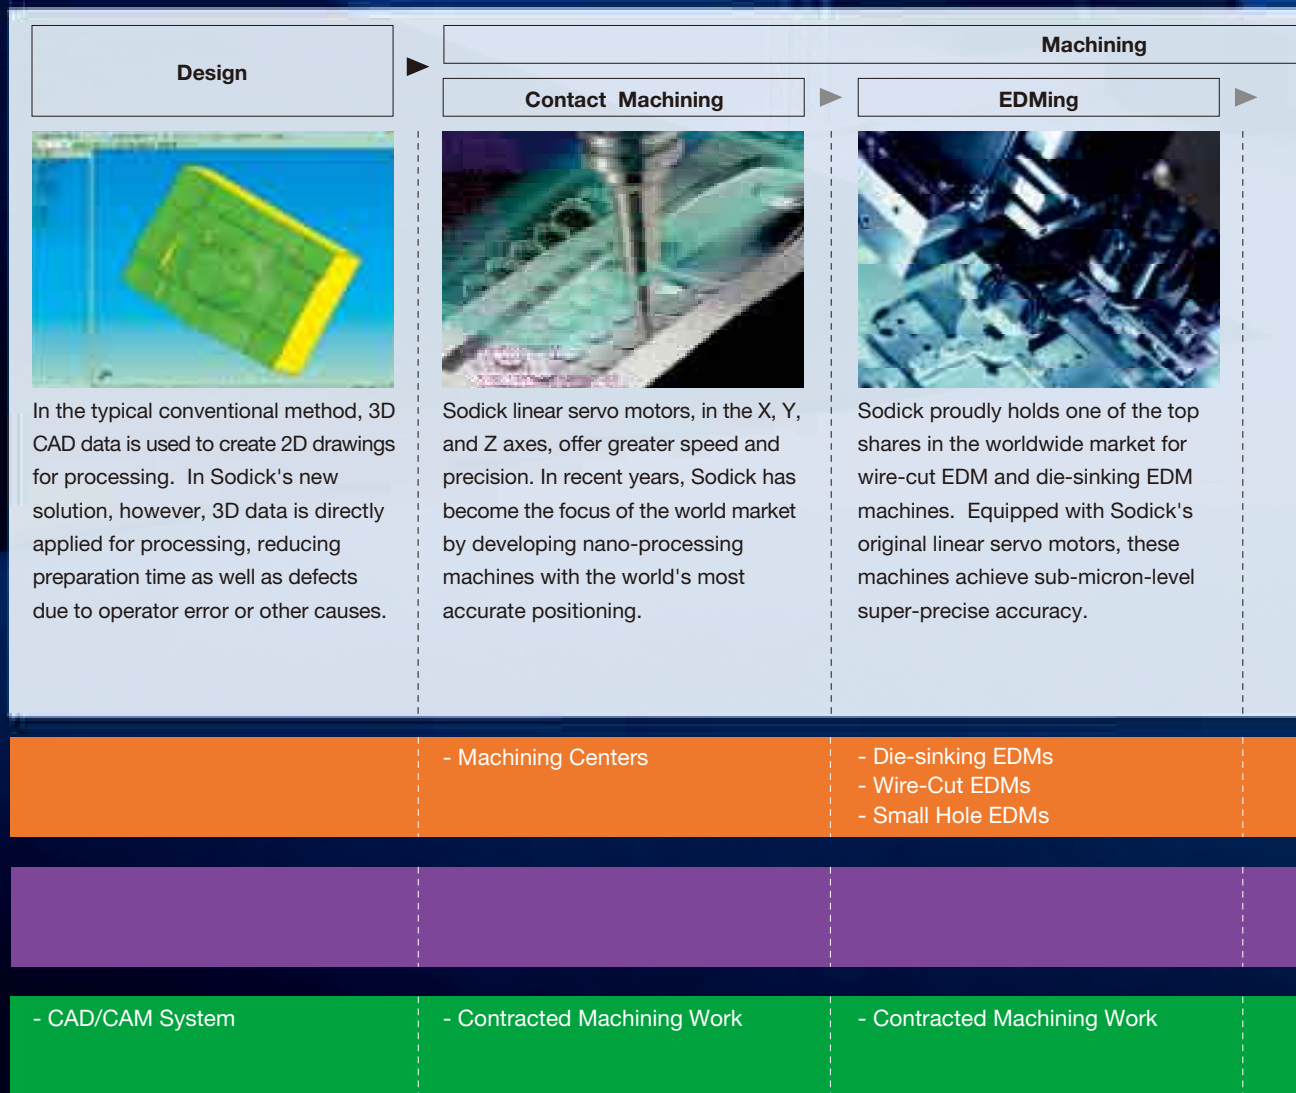 Design
Machining
Contact Machining
EDMing
In the typical conventional method, 3D
CAD data is used to create 2D drawings
for processing. In Sodick's new
solution, however, 3D data is directly
applied for processing, reducing
preparation time as well as defects
due to operator error or other causes.
Sodick linear servo motors, in the X, Y,
and Z axes, offer greater speed and
precision. In recent years, Sodick has
become the focus of the world market
by developing nano-processing
machines with the world's most
accurate positioning.
Sodick proudly holds one of the top
shares in the worldwide market for
wire-cut EDM and die-sinking EDM
machines. Equipped with Sodick's
original linear servo motors, these
machines achieve sub-micron-level
super-precise accuracy.
- Machining Centers
- Die-sinking EDMs
- Wire-Cut EDMs
- Small Hole EDMs
- CAD/CAM System
- Contracted Machining Work
- Contracted Machining Work